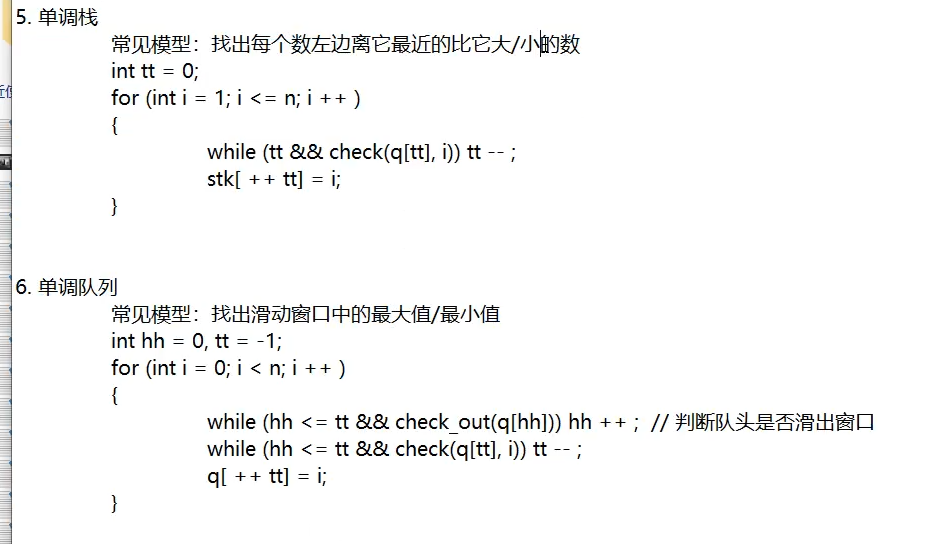 5. 单调栈
常见模型：找出每个数左边离它最近的比它大/小的数
int tt = 0;
for (int i = 1; i <= n; i ++ )
{
while (tt && check(q[tt], i)) tt -- ;
stk[ ++ tt] = i;
}
6. 单调队列
常见模型：找出滑动窗口中的最大值/最小值
int hh = 0, tt = -1;
for (int i = 0; i < n; i ++ )
{
while (hh <= tt && check_out(q[hh])) hh ++ ;  // 判断队头是否滑出窗口
while (hh <= tt && check(q[tt], i)) tt -- ;
q[ ++ tt] = i;
}